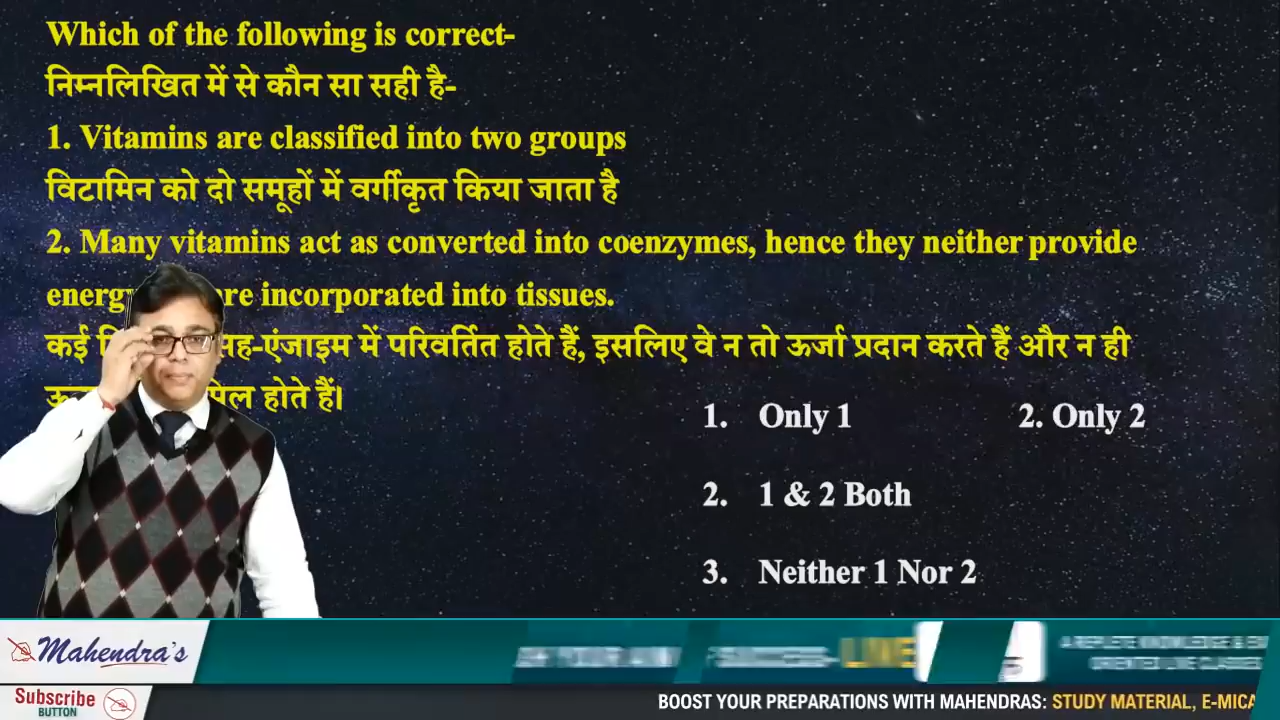 Which of the following is correct-
निम्नलिखित में से कौन सा सही है-
1. Vitamins are classified into two groups
विटामिन को दो समूहों में वर्गीकृत किया जाता है
2. Many vitamins act as converted into coenzymes, hence they neither provide
energy incorporated into tissues.
कई सह-एंजाइम में परिवर्तित होते हैं, इसलिए वे न तो ऊर्जा प्रदान करते हैं और न ही
होते हैं।
1. Only 1 2. Only 2
2. 1 & 2 Both
3. Neither 1 Nor 2
Mahendra's
LIVE
Subscribe
BUTTON
BOOST YOUR PREPARATIONS WITH MAHENDRAS: STUDY MATERIAL, E-MICA